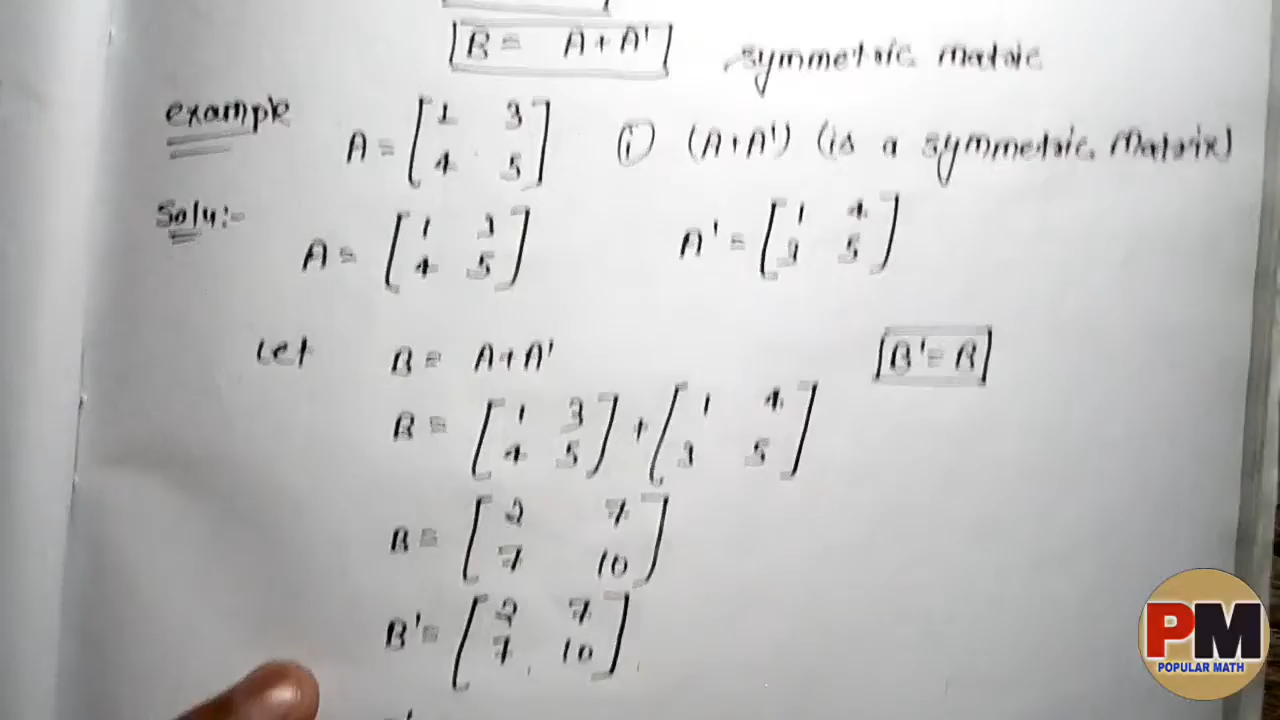 B = A+A' symmetric matric
example A = [1 3 (i) (A+A') (is a symmetric Matrix)
4 5]
Solu:- A = [1 3 A' = [1 4
4 5] 3 5]
Let B = A+A' B' = B
B = [1 3 + [1 4
4 5] 3 5]
B = [2 7
7 10]
B' = [2 7
7 10]
PM
POPULAR MATH